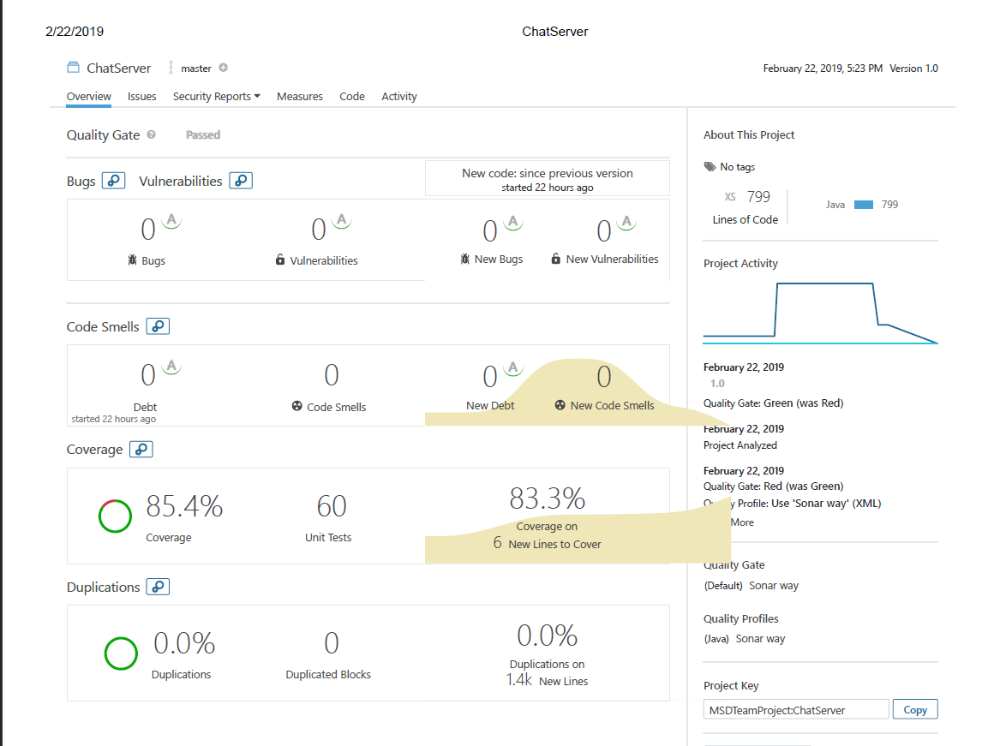 2/22/2019
ChatServer
ChatServer master
February 22, 2019, 5:23 PM Version 1.0
Overview Issues Security Reports Measures Code Activity
Quality Gate ? Passed
Bugs Vulnerabilities
New code: since previous version
started 22 hours ago
0 A
Bugs
0 A
Vulnerabilities
0 A
New Bugs
0 A
New Vulnerabilities
Code Smells
0 A
Debt
started 22 hours ago
0
Code Smells
0 A
New Debt
0
New Code Smells
Coverage
85.4%
Coverage
60
Unit Tests
83.3%
Coverage on
6 New Lines to Cover
Duplications
0.0%
Duplications
0
Duplicated Blocks
0.0%
Duplications on
1.4k New Lines
About This Project
No tags
XS 799
Lines of Code
Java 799
Project Activity
February 22, 2019
1.0
Quality Gate: Green (was Red)
February 22, 2019
Project Analyzed
February 22, 2019
Quality Gate: Red (was Green)
Profile: Use 'Sonar way' (XML)
More
Quality Gate
(Default) Sonar way
Quality Profiles
(Java) Sonar way
Project Key
MSDTeamProject:ChatServer Copy